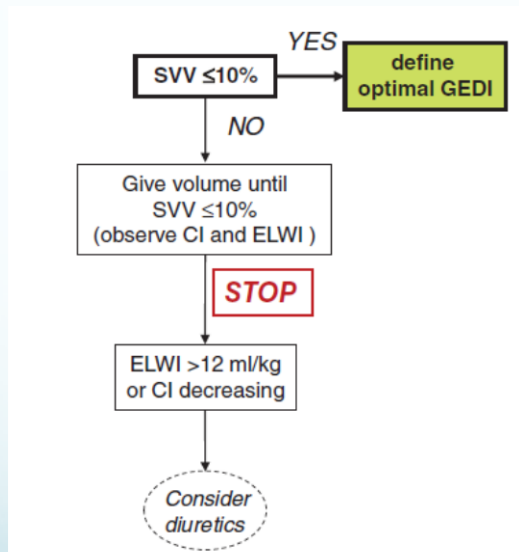 YES
SVV ≤10%
define
optimal GEDI
NO
Give volume until
SVV ≤10%
(observe CI and ELWI )
STOP
ELWI >12 ml/kg
or CI decreasing
Consider
diuretics